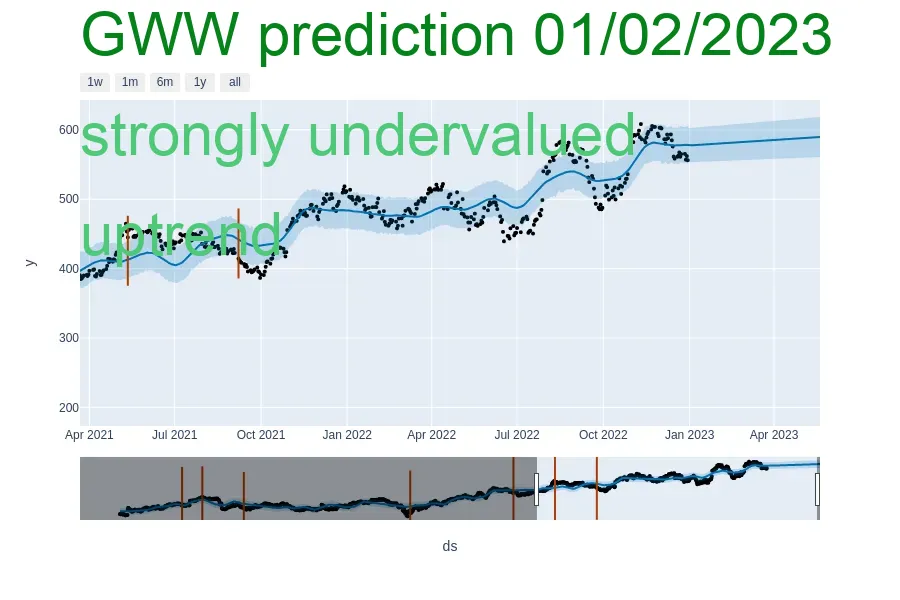 GWW prediction 01/02/2023
1w 1m 6m 1y all
strongly undervalued
uptrend
600
500
400
300
200
y
Apr 2021 Jul 2021 Oct 2021 Jan 2022 Apr 2022 Jul 2022 Oct 2022 Jan 2023 Apr 2023
ds